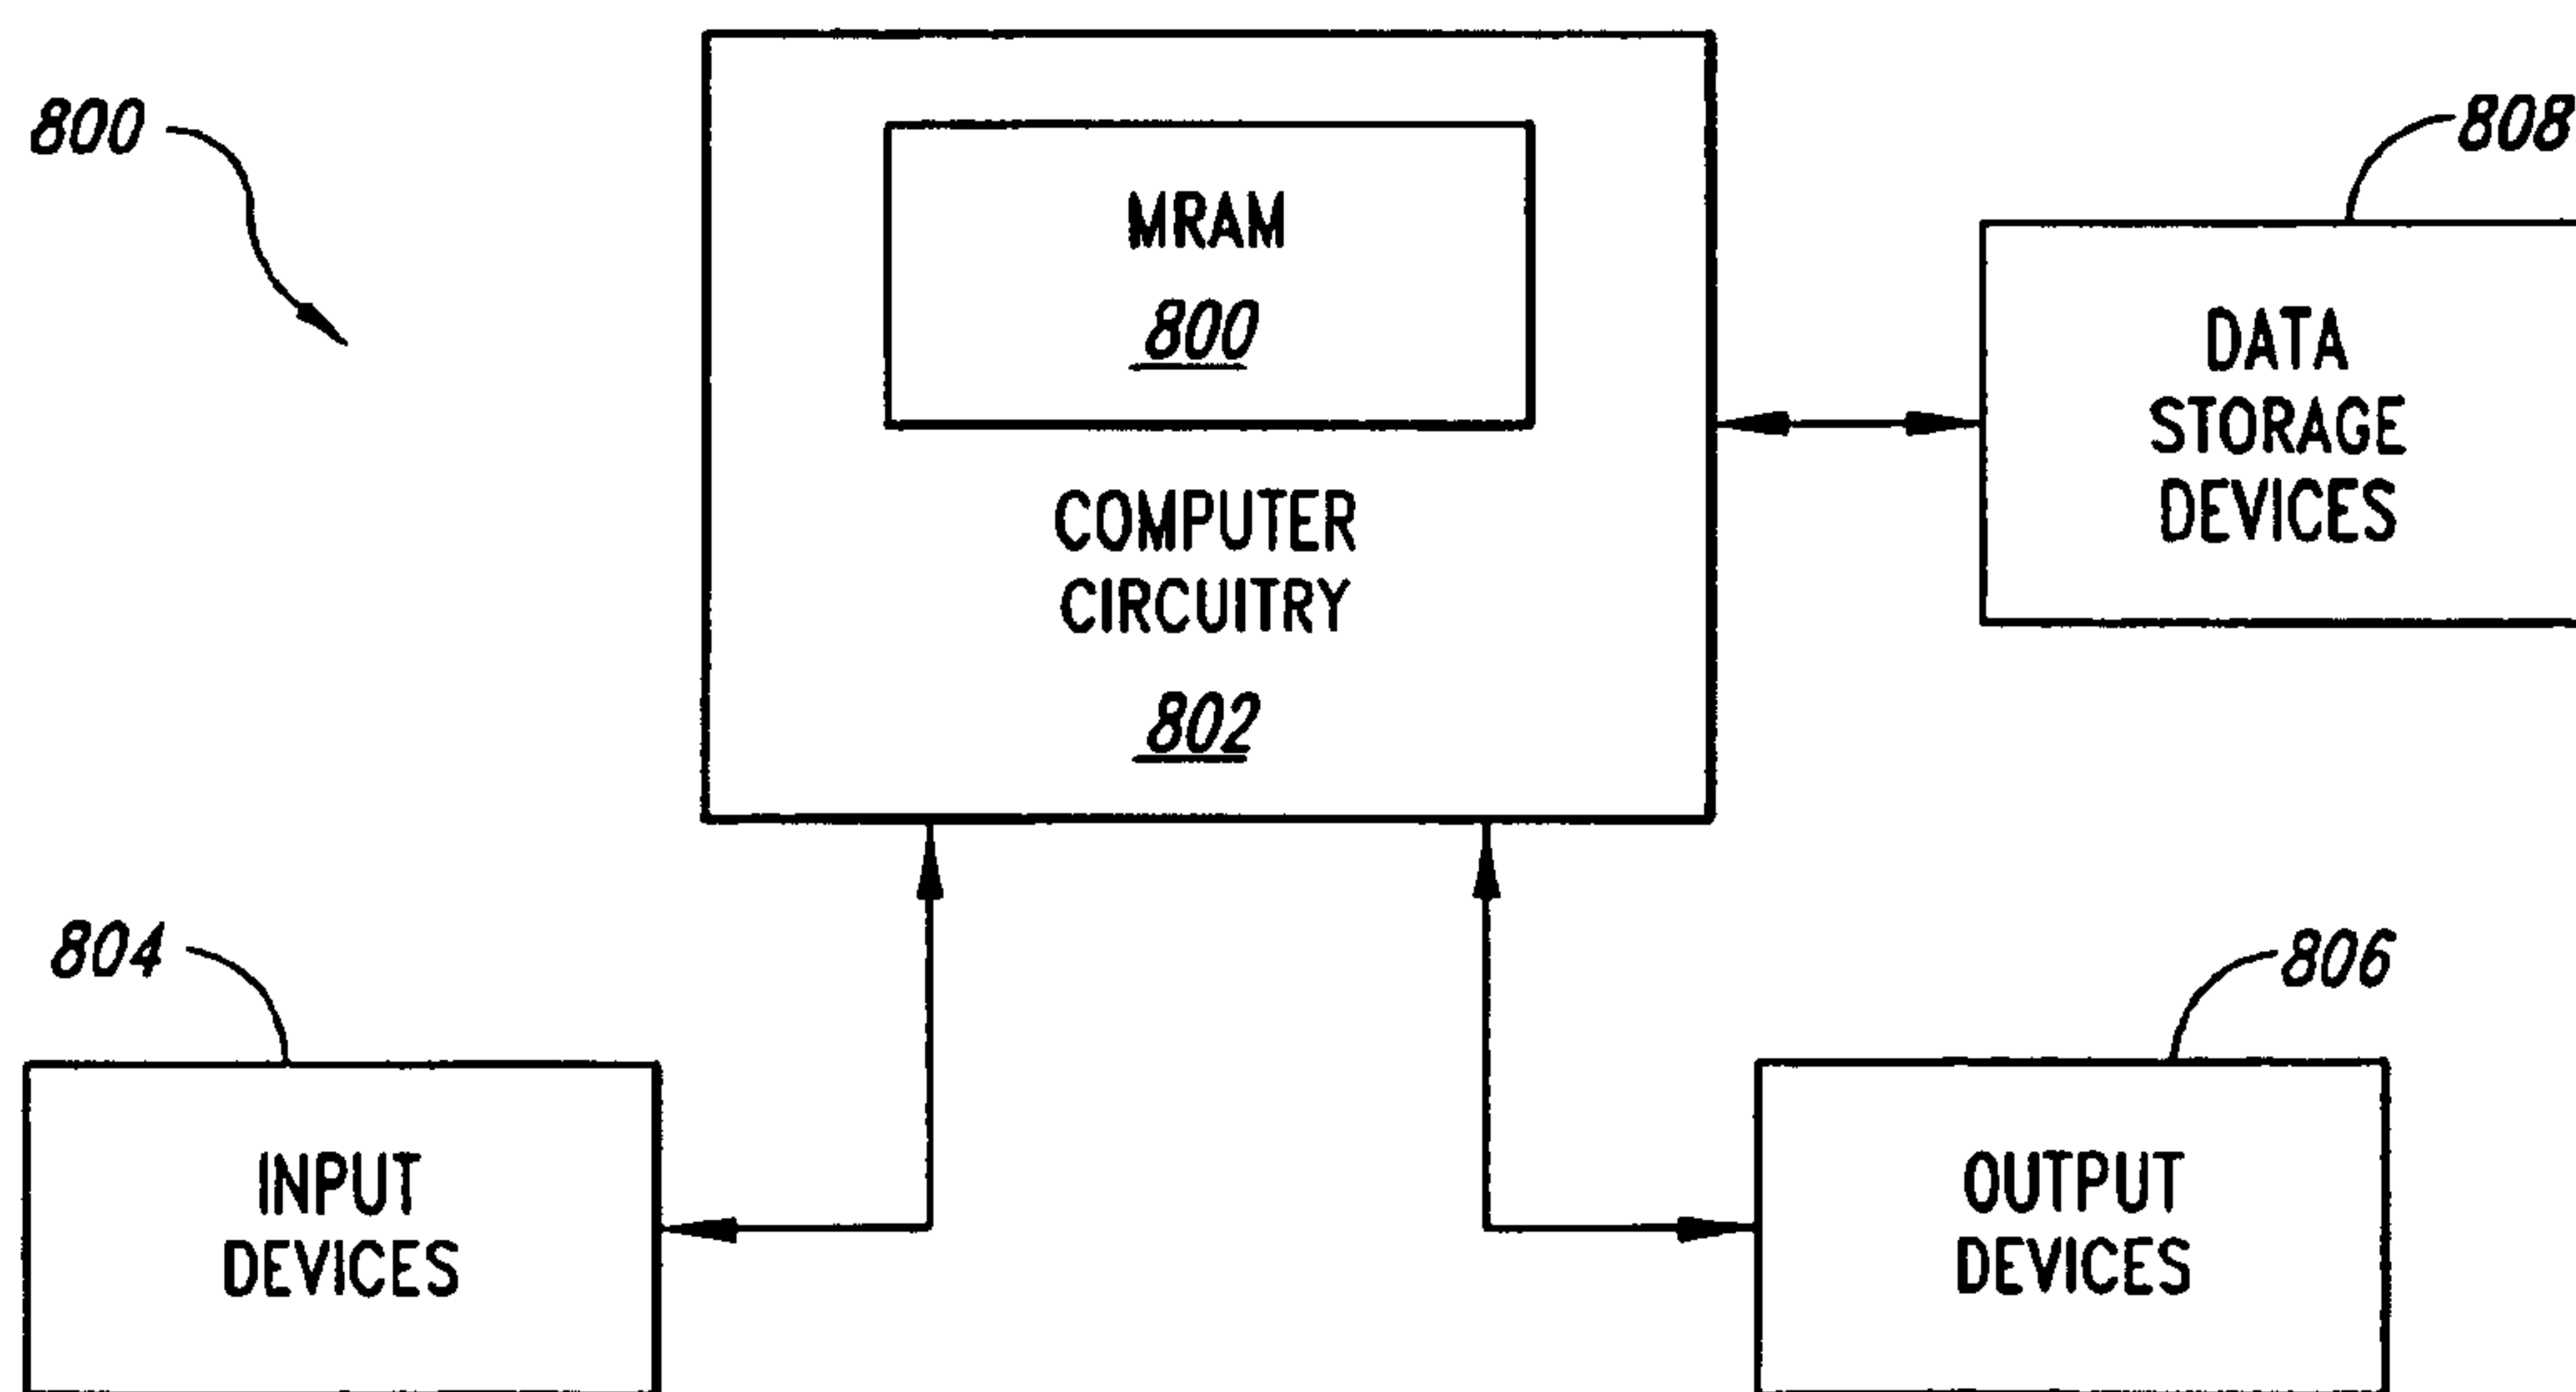 800
MRAM
800
COMPUTER
CIRCUITRY
802
808
DATA
STORAGE
DEVICES
804
INPUT
DEVICES
806
OUTPUT
DEVICES